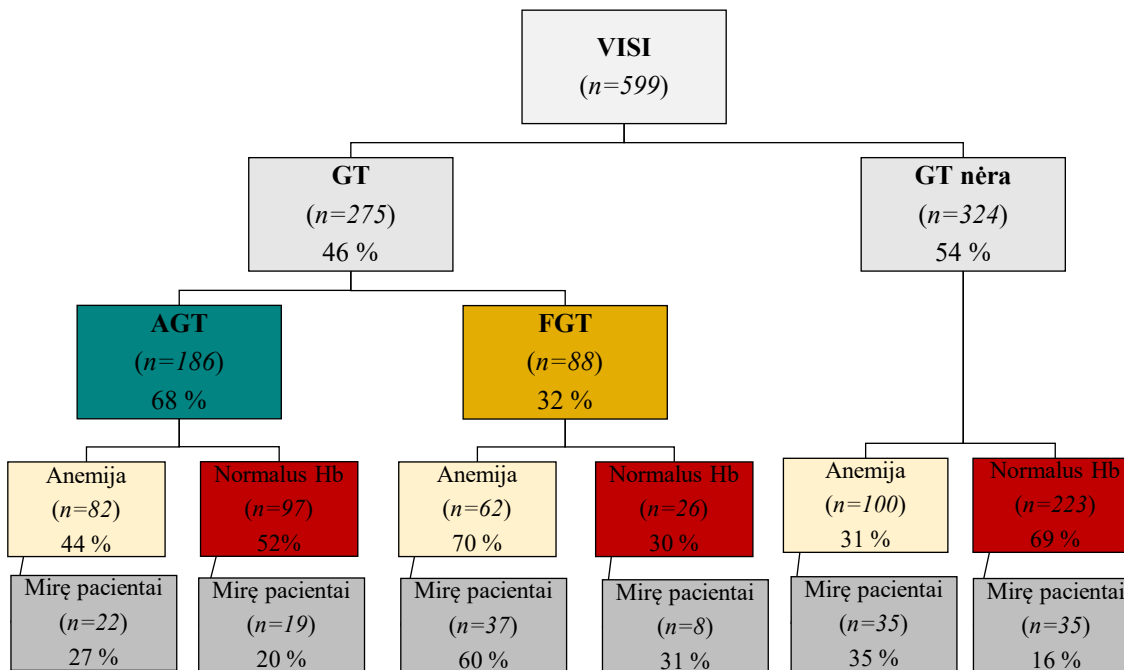 VISI
(n=599)
GT
(n=275)
46 %
GT nėra
(n=324)
54 %
AGT
(n=186)
68 %
FGT
(n=88)
32 %
Anemija
(n=82)
44 %
Normalus Hb
(n=97)
52%
Anemija
(n=62)
70 %
Normalus Hb
(n=26)
30 %
Anemija
(n=100)
31 %
Normalus Hb
(n=223)
69 %
Mirę pacientai
(n=22)
27 %
Mirę pacientai
(n=19)
20 %
Mirę pacientai
(n=37)
60 %
Mirę pacientai
(n=8)
31 %
Mirę pacientai
(n=35)
35 %
Mirę pacientai
(n=35)
16 %